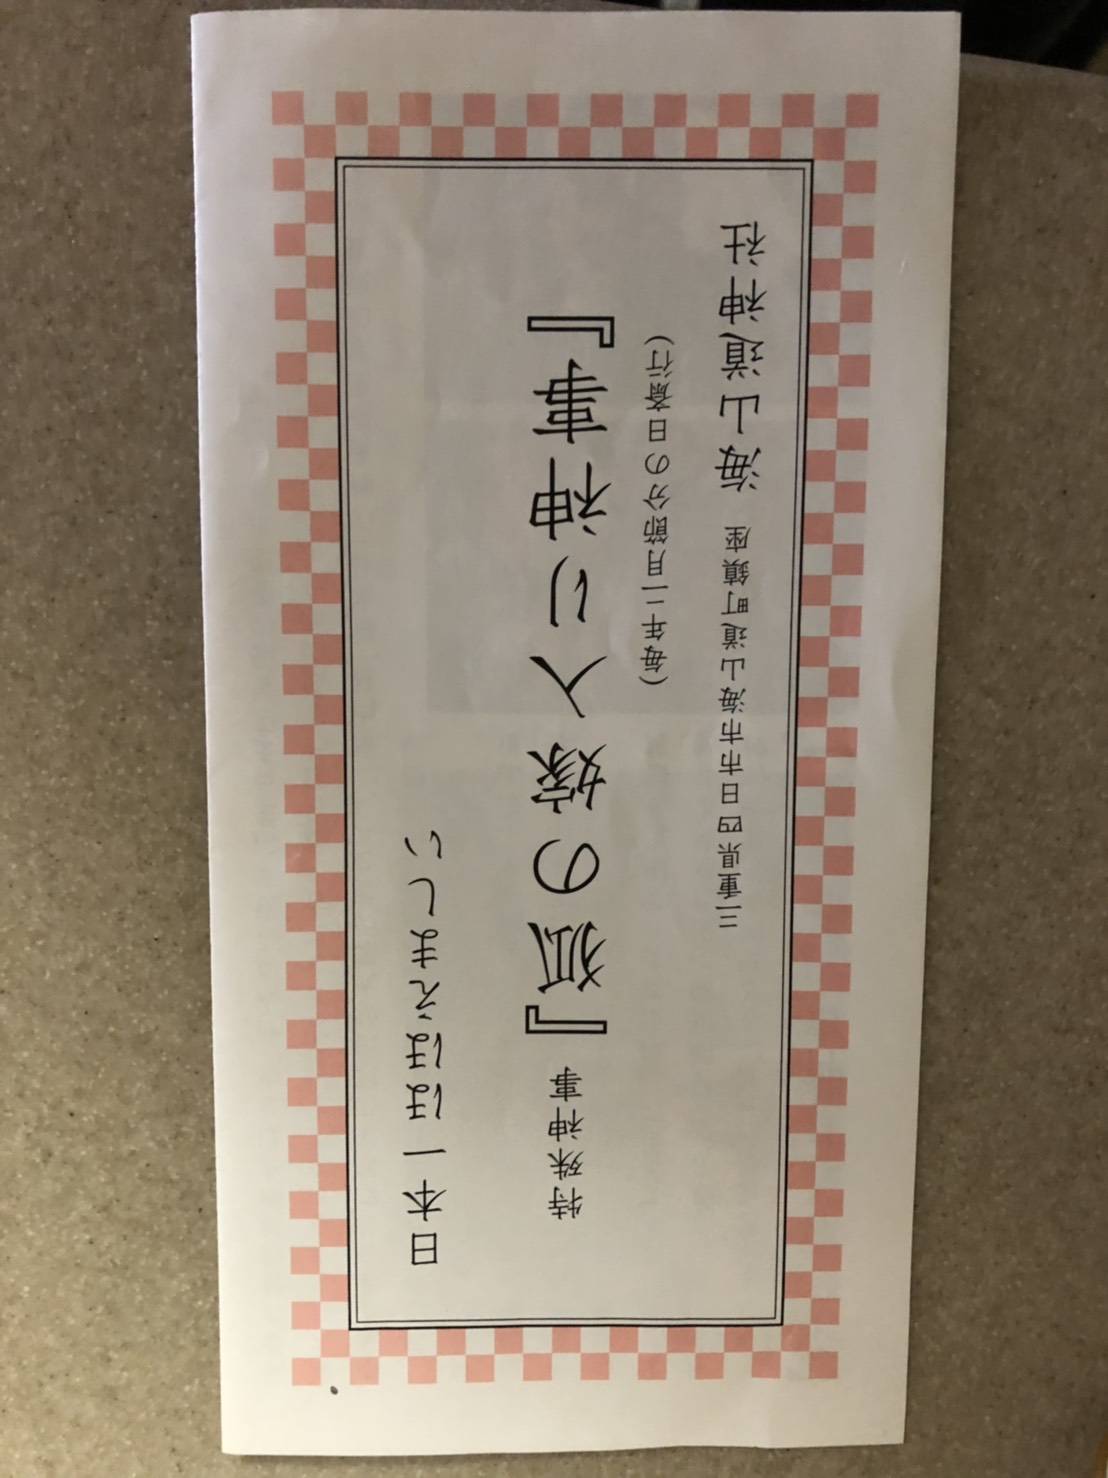 日本一ほほえましい
特殊神事『狐の嫁入り神事』
(毎年二月節分の日斎行)
三重県四日市市海山道町鎮座 海山道神社